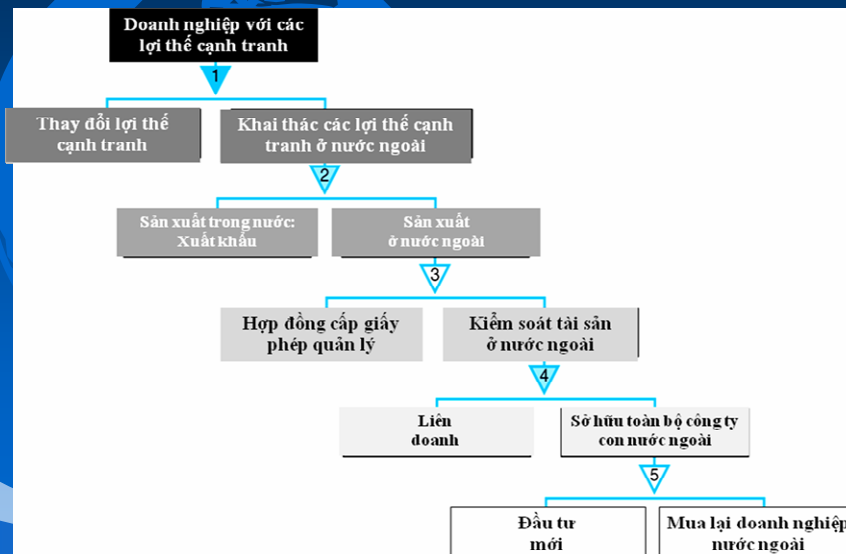 Doanh nghiệp với các
lợi thế cạnh tranh
1
Thay đổi lợi thế
cạnh tranh
Khai thác các lợi thế cạnh
tranh ở nước ngoài
2
Sản xuất trong nước:
Xuất khẩu
Sản xuất
ở nước ngoài
3
Hợp đồng cấp giấy
phép quản lý
Kiểm soát tài sản
ở nước ngoài
4
Liên
doanh
Sở hữu toàn bộ công ty
con nước ngoài
5
Đầu tư
mới
Mua lại doanh nghiệp
nước ngoài